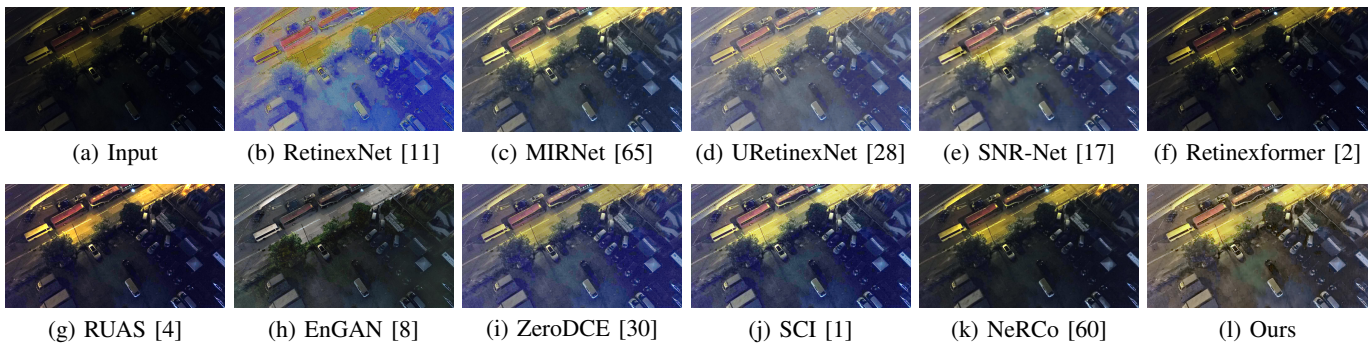 (a) Input
(b) RetinexNet [11]
(c) MIRNet [65]
(d) URetinexNet [28]
(e) SNR-Net [17]
(f) Retinexformer [2]
(g) RUAS [4]
(h) EnGAN [8]
(i) ZeroDCE [30]
(j) SCI [1]
(k) NeRCo [60]
(l) Ours